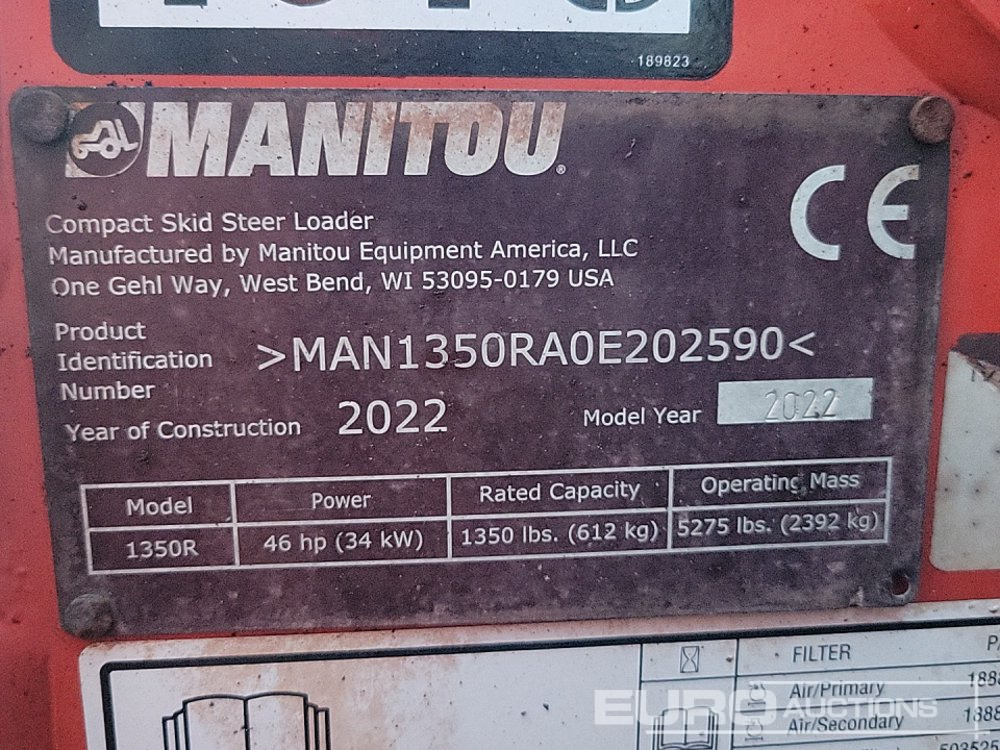 189823
MANITOU®
Compact Skid Steer Loader
Manufactured by Manitou Equipment America, LLC
One Gehl Way, West Bend, WI 53095-0179 USA
CE
Product
Identification
Number
>MAN1350RA0E202590<
Year of Construction 2022 Model Year 2022
Model Power Rated Capacity Operating Mass
1350R 46 hp (34 kW) 1350 lbs. (612 kg) 5275 lbs. (2392 kg)
FILTER
Air/Primary
Air/Secondary
EURO AUCTIONS